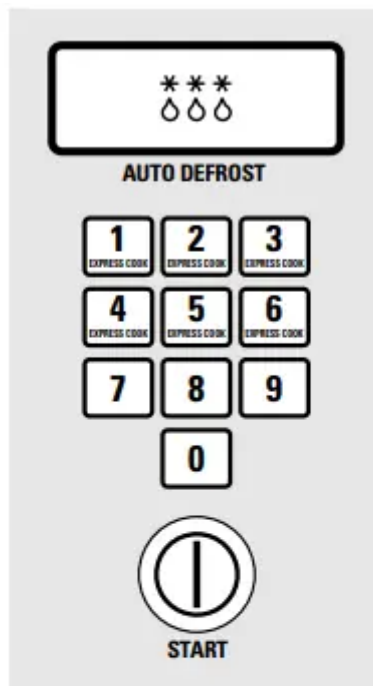 AUTO DEFROST
1 2 3
EXPRESS COOK EXPRESS COOK EXPRESS COOK
4 5 6
EXPRESS COOK EXPRESS COOK EXPRESS COOK
7 8 9
0
START